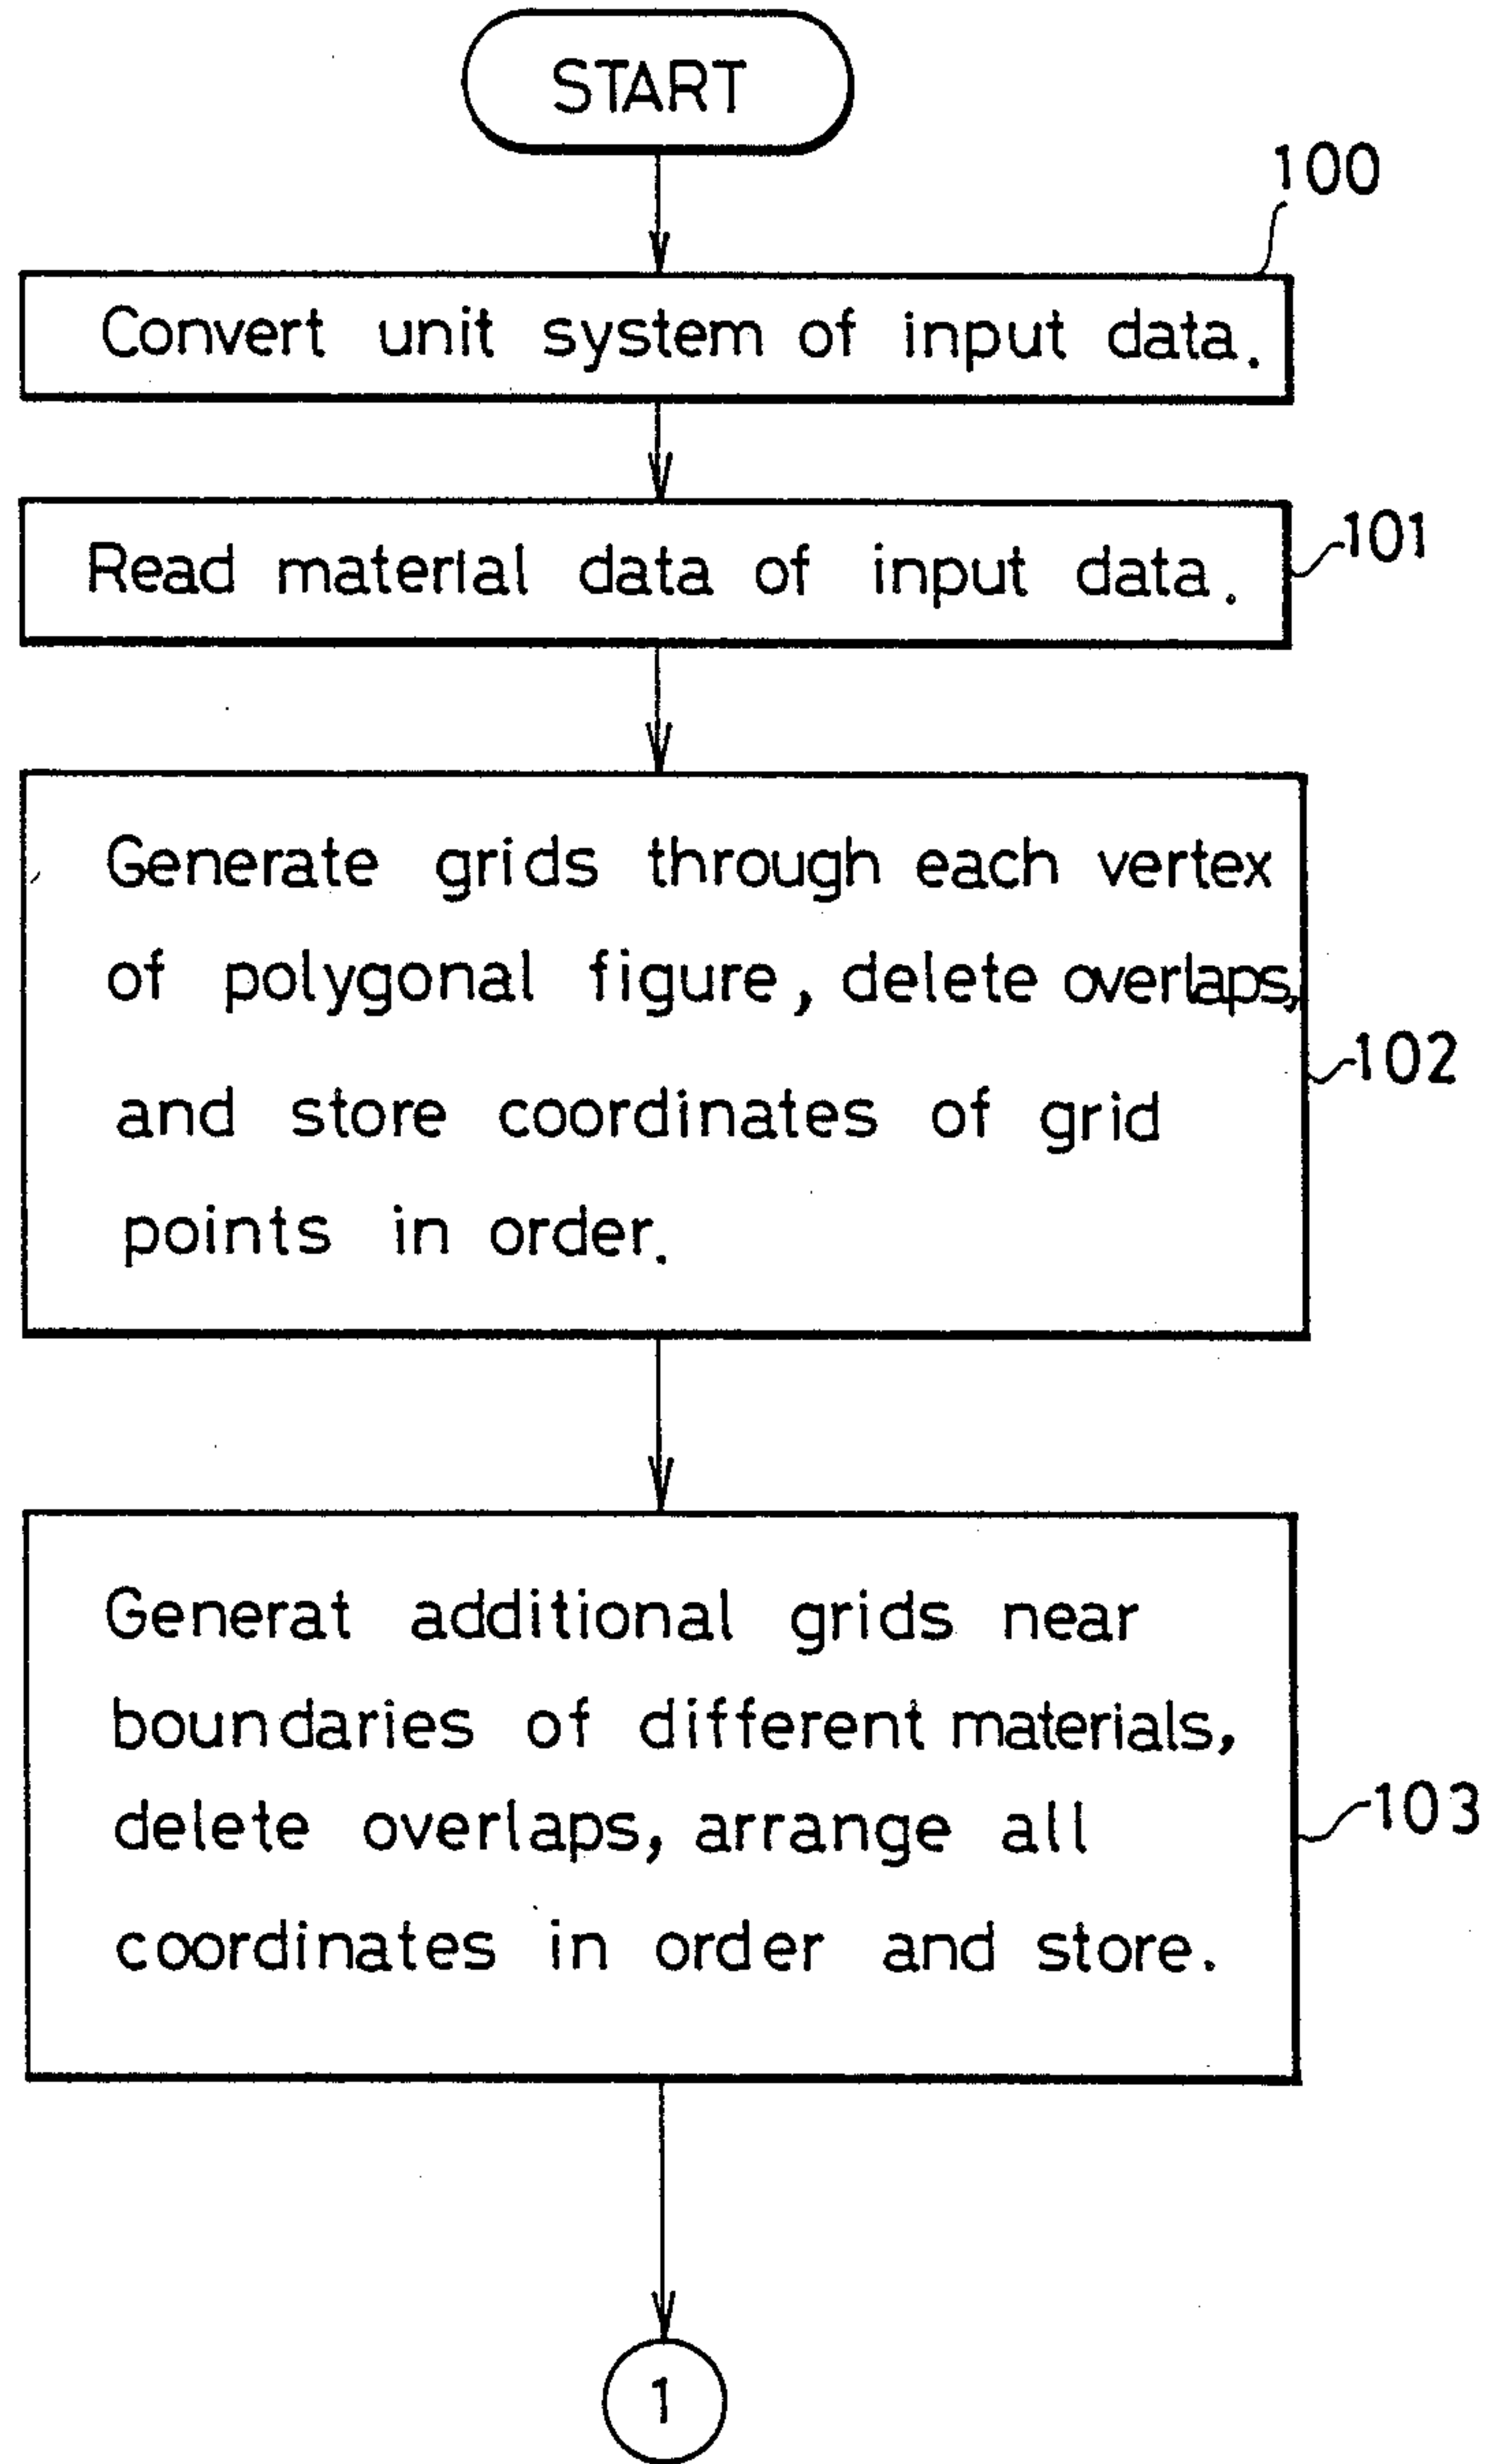 START
100
Convert unit system of input data.
Read material data of input data.
101
Generate grids through each vertex
of polygonal figure, delete overlaps,
102
and store coordinates of grid
points in order.
Generat additional grids near
boundaries of different materials,
delete overlaps, arrange all
103
coordinates in order and store.
1